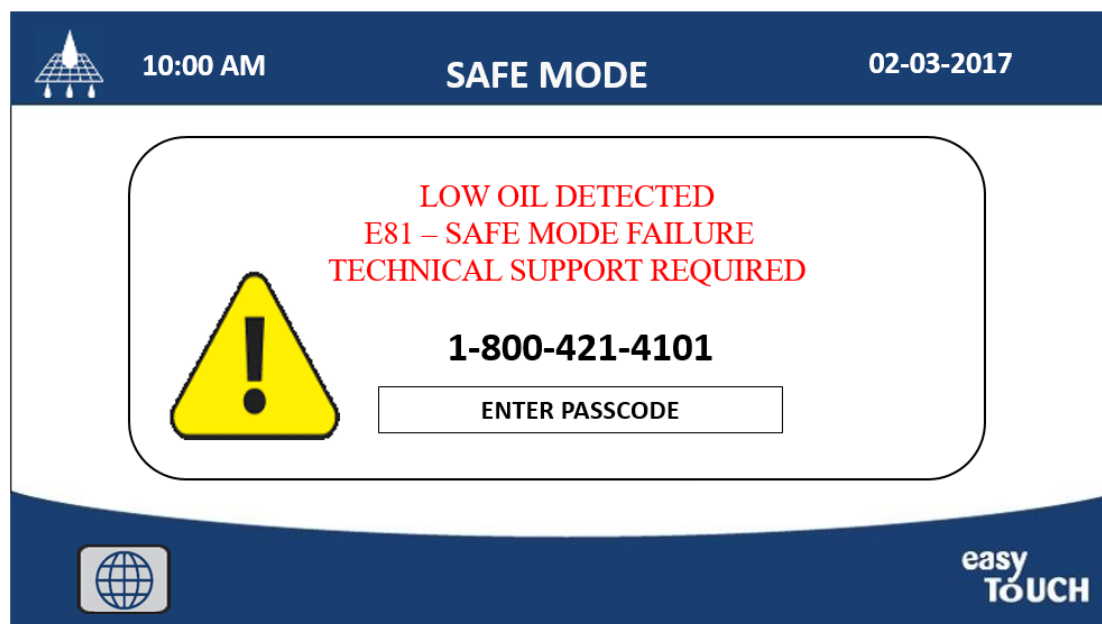 10:00 AM
SAFE MODE
02-03-2017
LOW OIL DETECTED
E81 – SAFE MODE FAILURE
TECHNICAL SUPPORT REQUIRED
1-800-421-4101
ENTER PASSCODE
easy
TOUCH